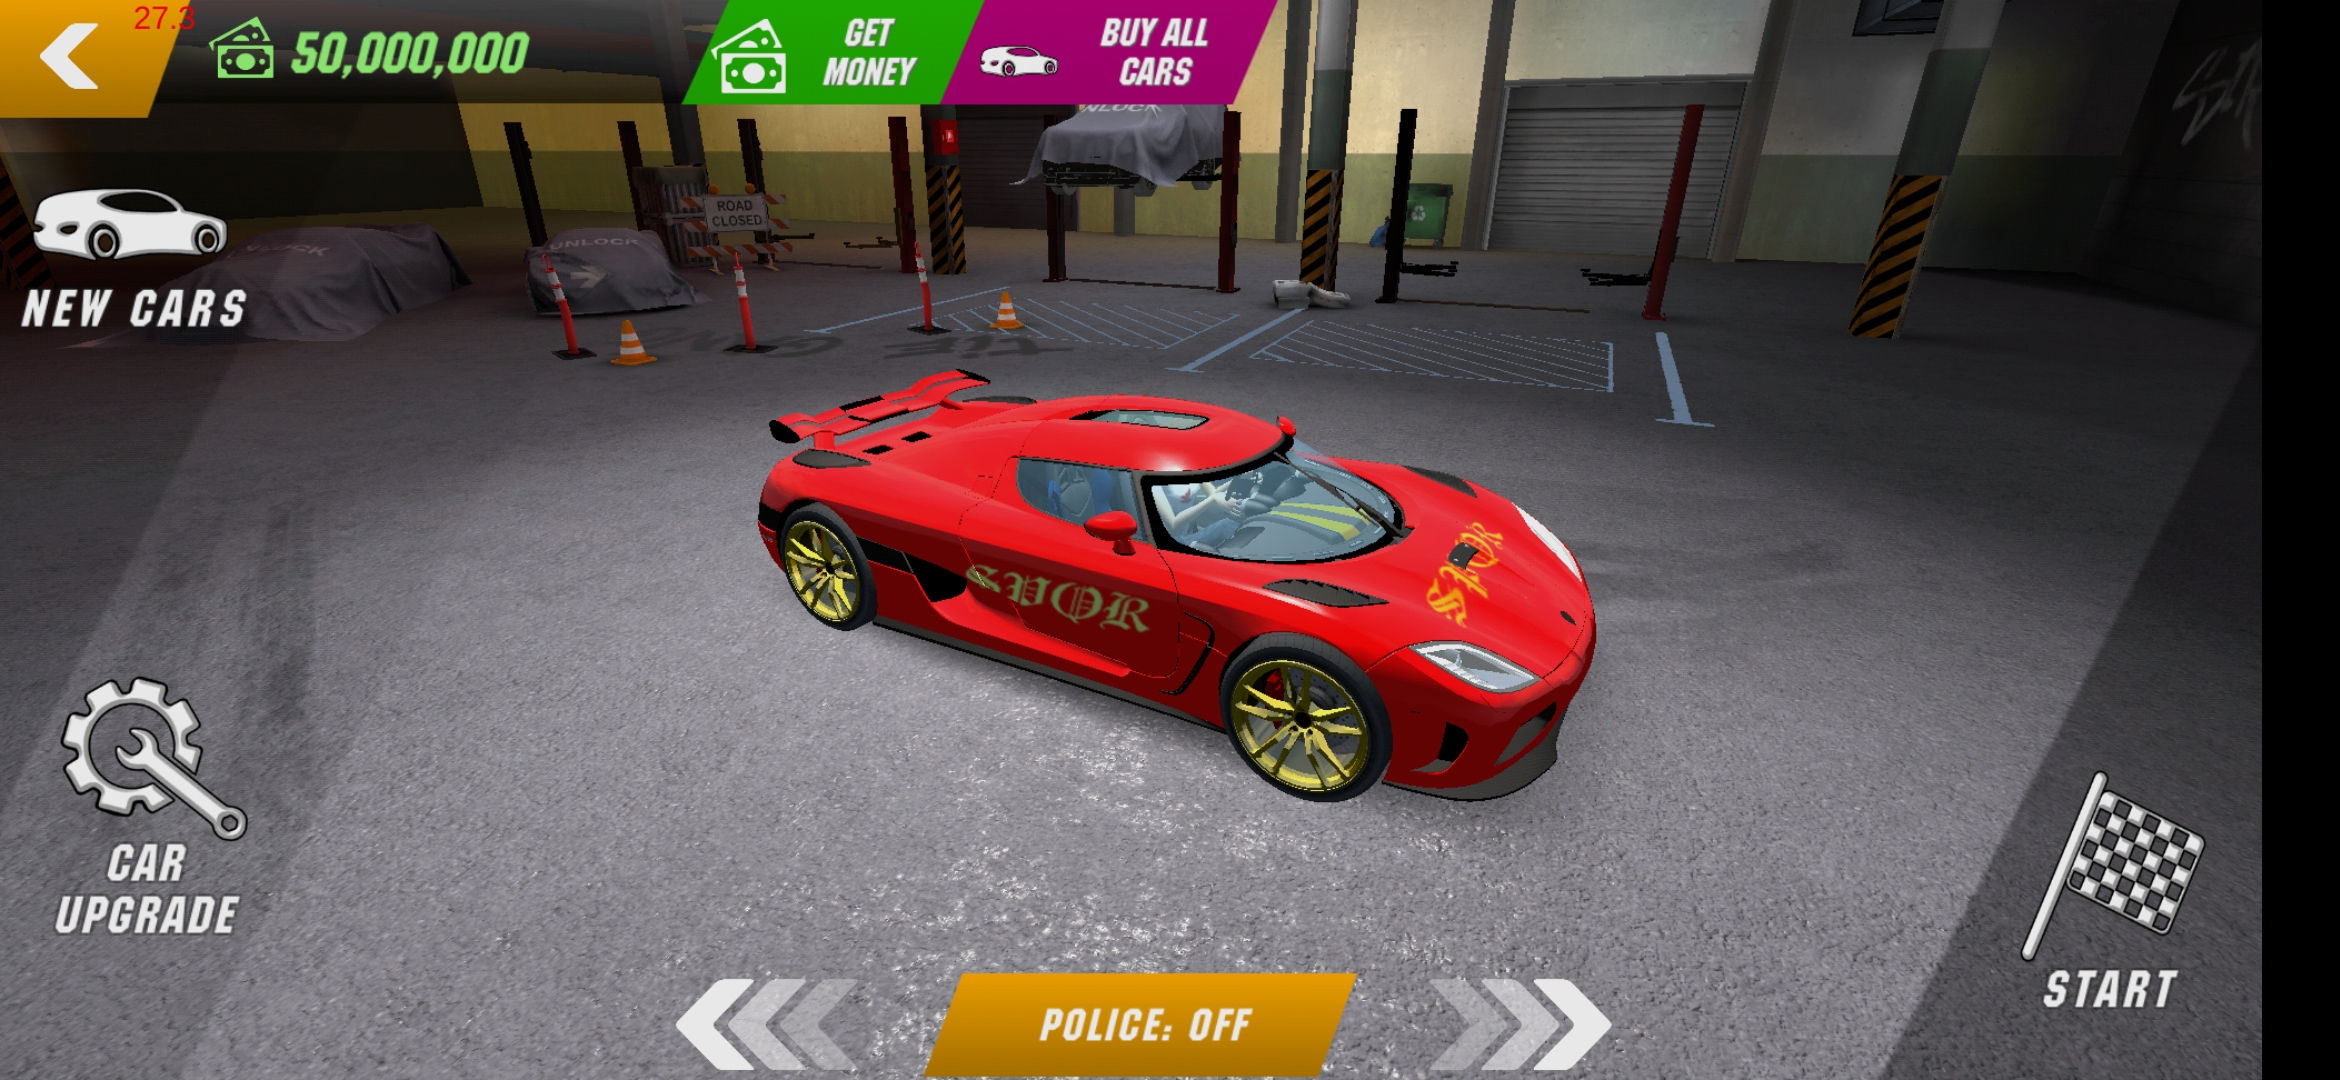 27.3
50,000,000
GET
MONEY
BUY ALL
CARS
UNLOCK
ROAD
CLOSED
UNLOCK
NEW CARS
SPQR
SPQR
CAR
UPGRADE
START
POLICE: OFF